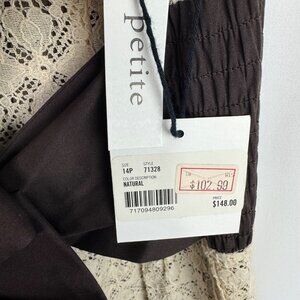 petite
SIZE STYLE
14P 71328
COLOR DESCRIPTION
NATURAL
$102.99
PRICE
$148.00
717094809296